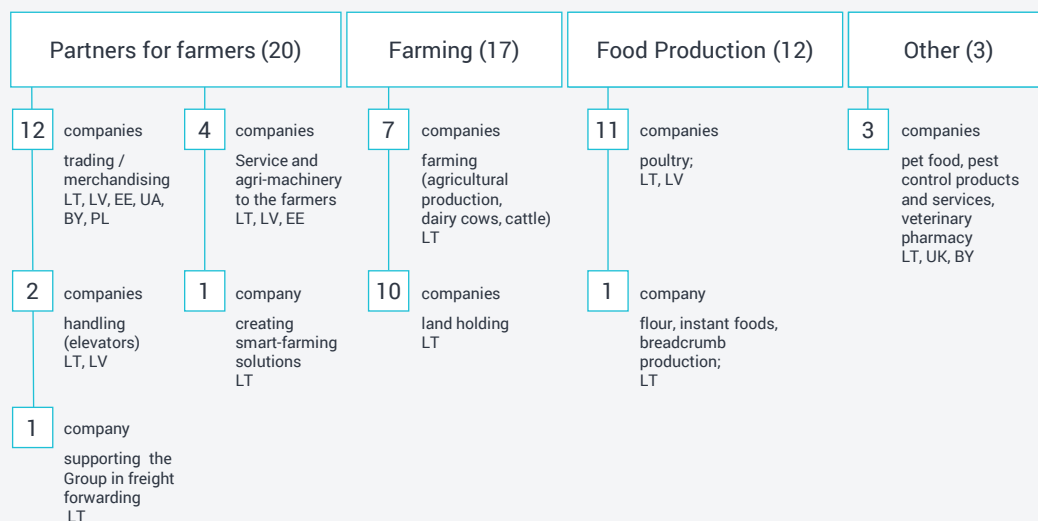 Partners for farmers (20)
12 companies
trading /
merchandising
LT, LV, EE, UA,
BY, PL
2 companies
handling
(elevators)
LT, LV
1 company
supporting the
Group in freight
forwarding
LT
4 companies
Service and
agri-machinery
to the farmers
LT, LV, EE
1 company
creating
smart-farming
solutions
LT
Farming (17)
7 companies
farming
(agricultural
production,
dairy cows, cattle)
LT
10 companies
land holding
LT
Food Production (12)
11 companies
poultry;
LT, LV
1 company
flour, instant foods,
breadcrumb
production;
LT
Other (3)
3 companies
pet food, pest
control products
and services,
veterinary
pharmacy
LT, UK, BY